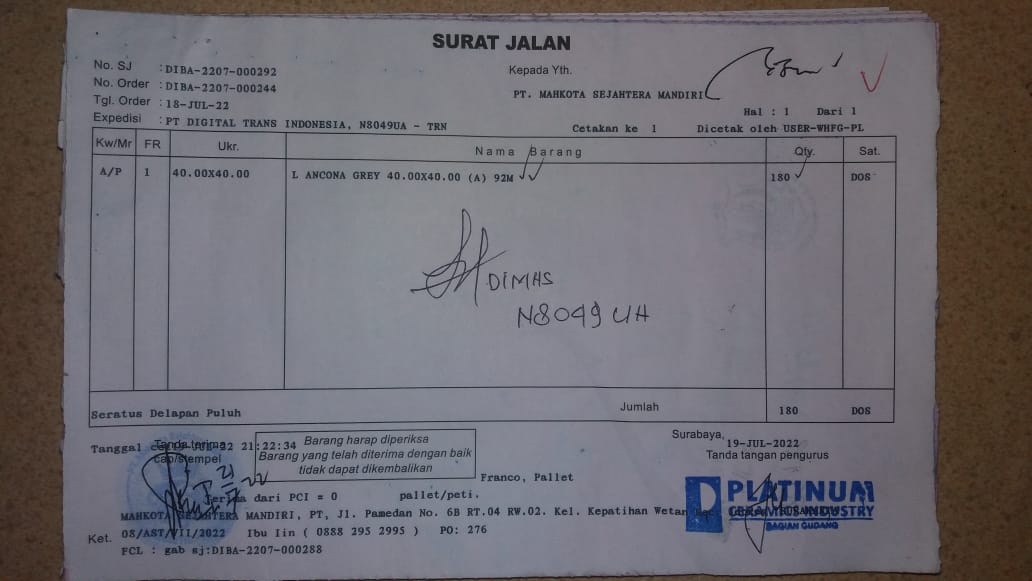 SURAT JALAN
No. SJ : DIBA-2207-000292
No. Order : DIBA-2207-000244
Tgl. Order : 18-JUL-22
Expedisi : PT DIGITAL TRANS INDONESIA, N8049UA - TRN
Kepada Yth.
PT. MAHKOTA SEJAHTERA MANDIRI
Hal : 1 Dari 1
Cetakan ke 1 Dicetak oleh USER-WHFG-PL
Kw/Mr FR Ukr. Nama Barang Qty. Sat.
A/P 1 40.00X40.00 L ANCONA GREY 40.00X40.00 (A) 92M 180 DOS
DIMAS
N8049 UA
Seratus Delapan Puluh Jumlah 180 DOS
Tanggal 22 21:22:34
Tanda terima
cap/stempel
Barang harap diperiksa
Barang yang telah diterima dengan baik
tidak dapat dikembalikan
Surabaya, 19-JUL-2022
Tanda tangan pengurus
Franco, Pallet
Terima dari PCI = 0 pallet/peti.
PLATINUM
CERAMICS INDUSTRY
BAGIAN GUDANG
MAHKOTA SEJAHTERA MANDIRI, PT, Jl. Pamedan No. 6B RT.04 RW.02. Kel. Kepatihan Wetan
Ket. 08/AST/VII/2022 Ibu Iin ( 0888 295 2995 ) PO: 276
FCL : gab sj:DIBA-2207-000288